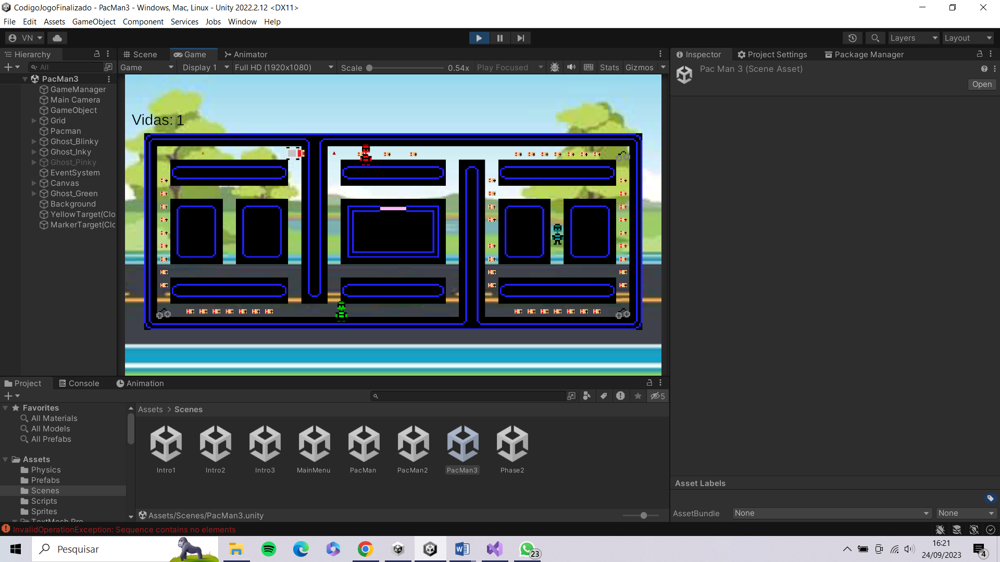 CodigoJogoFinalizado - PacMan3 - Windows, Mac, Linux - Unity 2022.2.12 <DX11>
File Edit Assets GameObject Component Services Jobs Window Help
VN Layers Layout
Hierarchy Scene Game Animator Inspector Project Settings Package Manager
All Game Display 1 Full HD (1920x1080) Scale 0.54x Play Focused Stats Gizmos
Pac Man 3 (Scene Asset)
Open
PacMan3
GameManager
Main Camera
GameObject
Grid
Pacman
Ghost_Blinky
Ghost_Inky
Ghost_Pinky
EventSystem
Canvas
Ghost_Green
Background
YellowTarget(Clo
MarkerTarget(Clc
Vidas: 1
Project Console Animation
5
Favorites
All Materials
All Models
All Prefabs
Assets
Physics
Prefabs
Scenes
Scripts
Sprites
TextMesh Pro
Assets > Scenes
Intro1 Intro2 Intro3 MainMenu PacMan PacMan2 PacMan3 Phase2
Assets/Scenes/PacMan3.unity
Asset Labels
AssetBundle None None
InvalidOperationException: Sequence contains no elements
Pesquisar
23
16:21
24/09/2023
4